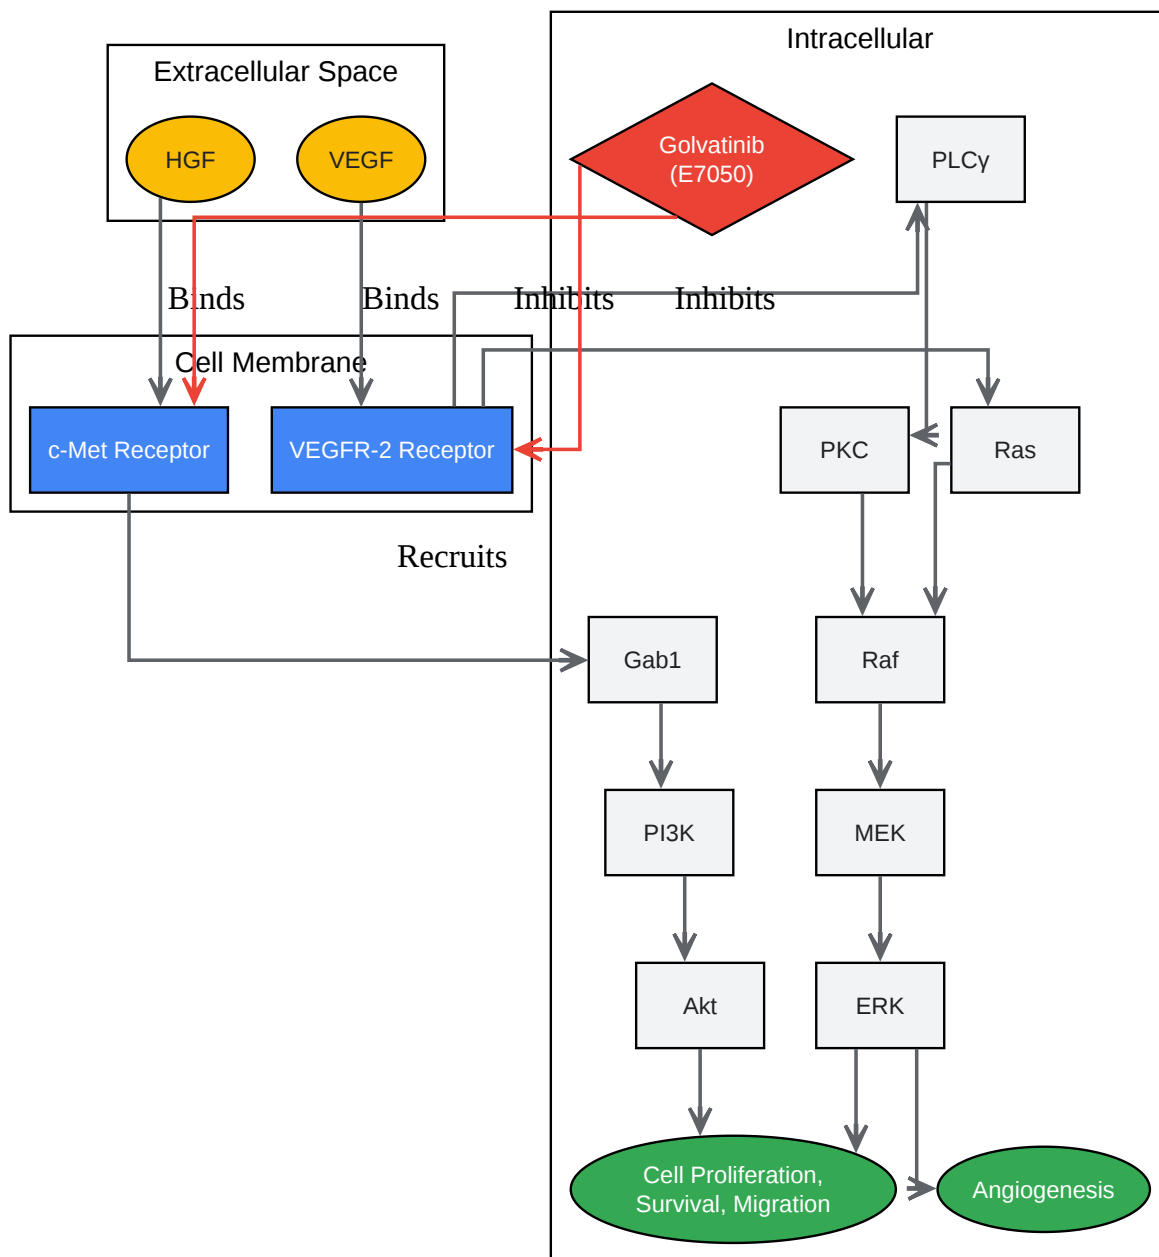 Intracellular
Extracellular Space
HGF
VEGF
Golvatinib
(E7050)
PLCγ
Binds
Binds
Inhibits
Inhibits
Cell Membrane
c-Met Receptor
VEGFR-2 Receptor
PKC
Ras
Recruits
Gab1
Raf
PI3K
MEK
Akt
ERK
Cell Proliferation,
Survival, Migration
Angiogenesis